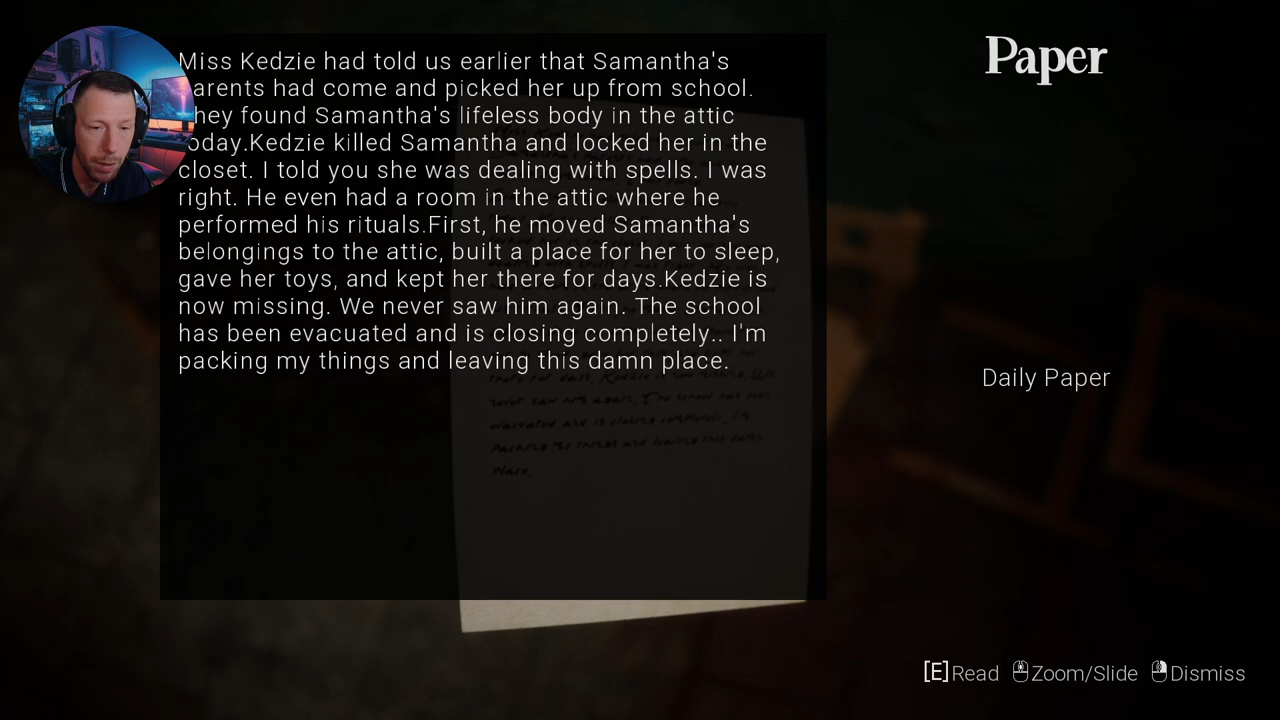 Miss Kedzie had told us earlier that Samantha's
arents had come and picked her up from school.
hey found Samantha's lifeless body in the attic
oday.Kedzie killed Samantha and locked her in the
closet. I told you she was dealing with spells. I was
right. He even had a room in the attic where he
performed his rituals.First, he moved Samantha's
belongings to the attic, built a place for her to sleep,
gave her toys, and kept her there for days.Kedzie is
now missing. We never saw him again. The school
has been evacuated and is closing completely.. I'm
packing my things and leaving this damn place.
Paper
Daily Paper
[E]Read Zoom/Slide Dismiss